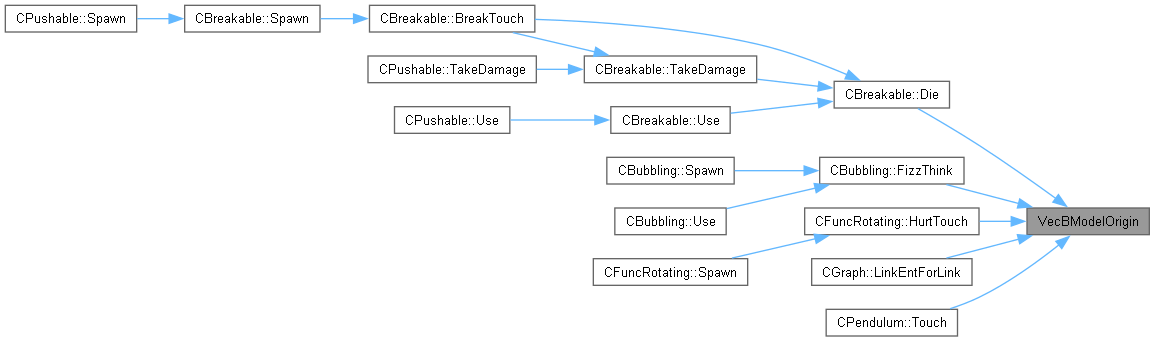 CPushable::Spawn
CBreakable::Spawn
CBreakable::BreakTouch
CPushable::TakeDamage
CBreakable::TakeDamage
CBreakable::Die
CPushable::Use
CBreakable::Use
CBubbling::Spawn
CBubbling::FizzThink
CBubbling::Use
CFuncRotating::HurtTouch
VecBModelOrigin
CFuncRotating::Spawn
CGraph::LinkEntForLink
CPendulum::Touch